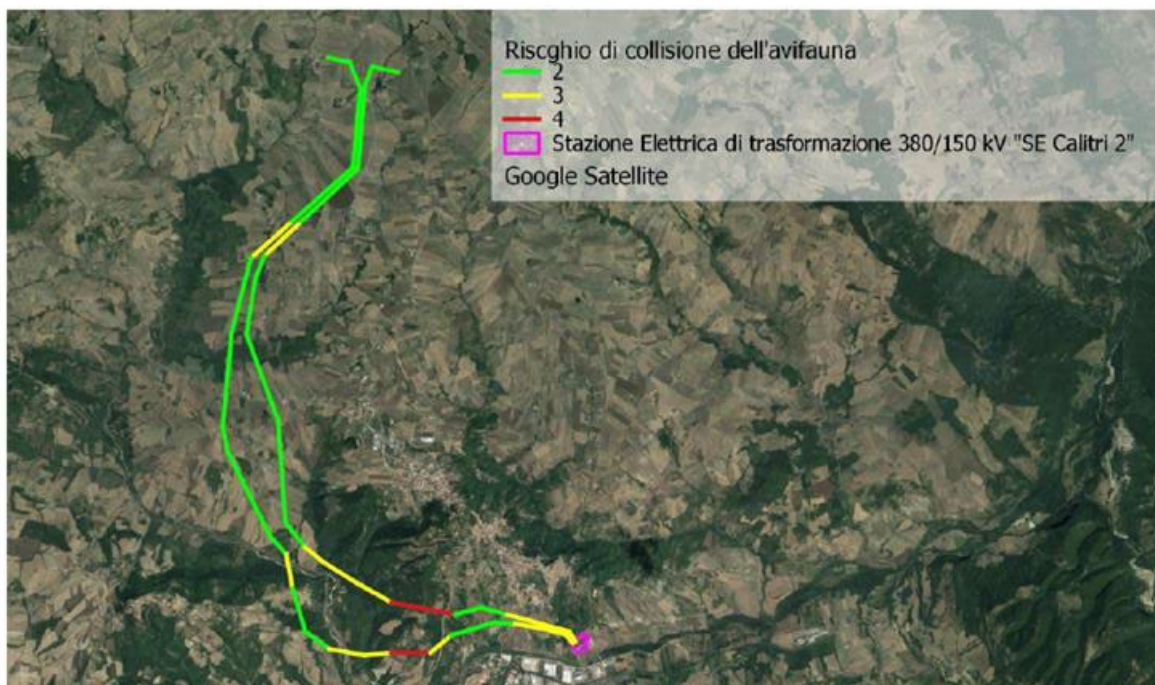 Riscghio di collisione dell'avifauna
2
3
4
Stazione Elettrica di trasformazione 380/150 kV "SE Calitri 2"
Google Satellite